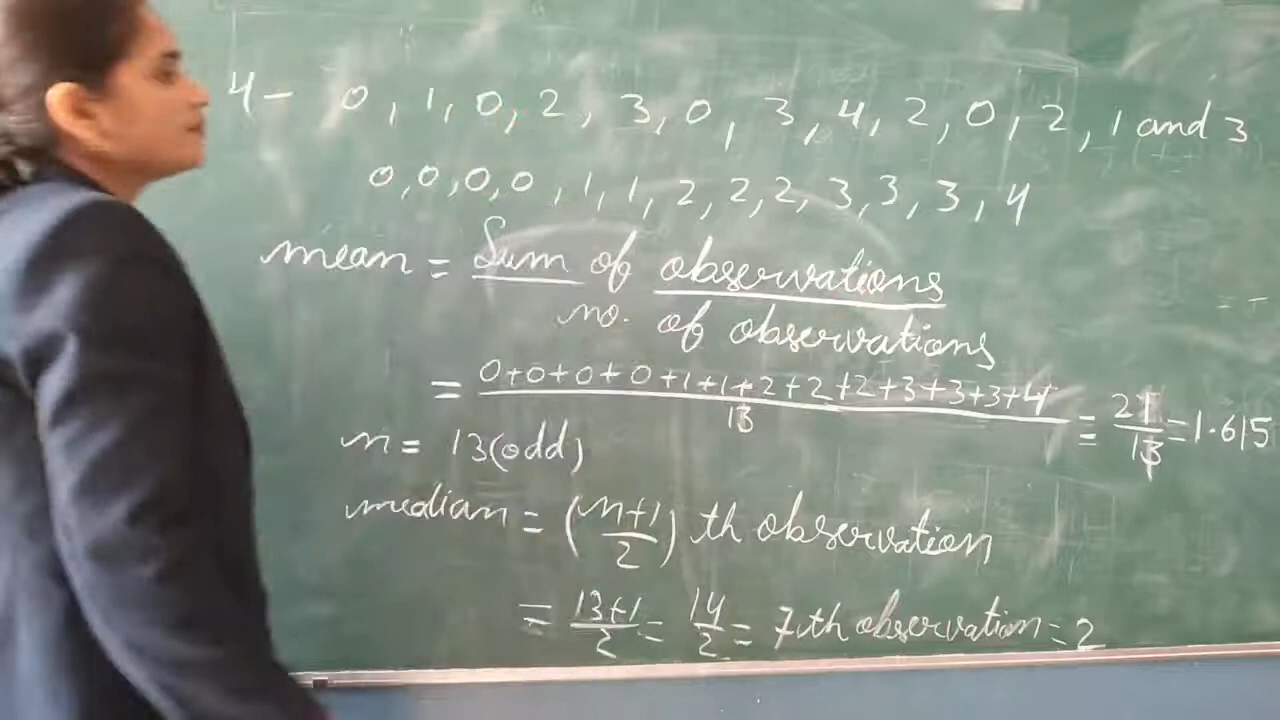 4- 0, 1, 0, 2, 3, 0, 3, 4, 2, 0, 2, 1 and 3
0, 0, 0, 0, 1, 1, 2, 2, 2, 3, 3, 3, 4
mean = Sum of observations
no. of observations
= 0+0+0+0+1+1+2+2+2+3+3+3+4 / 13 = 21/13 = 1.615
n = 13(odd)
median = (n+1/2) th observation
= 13+1/2 = 14/2 = 7th observation = 2